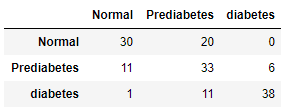 Normal Prediabetes diabetes
Normal 30 20 0
Prediabetes 11 33 6
diabetes 1 11 38